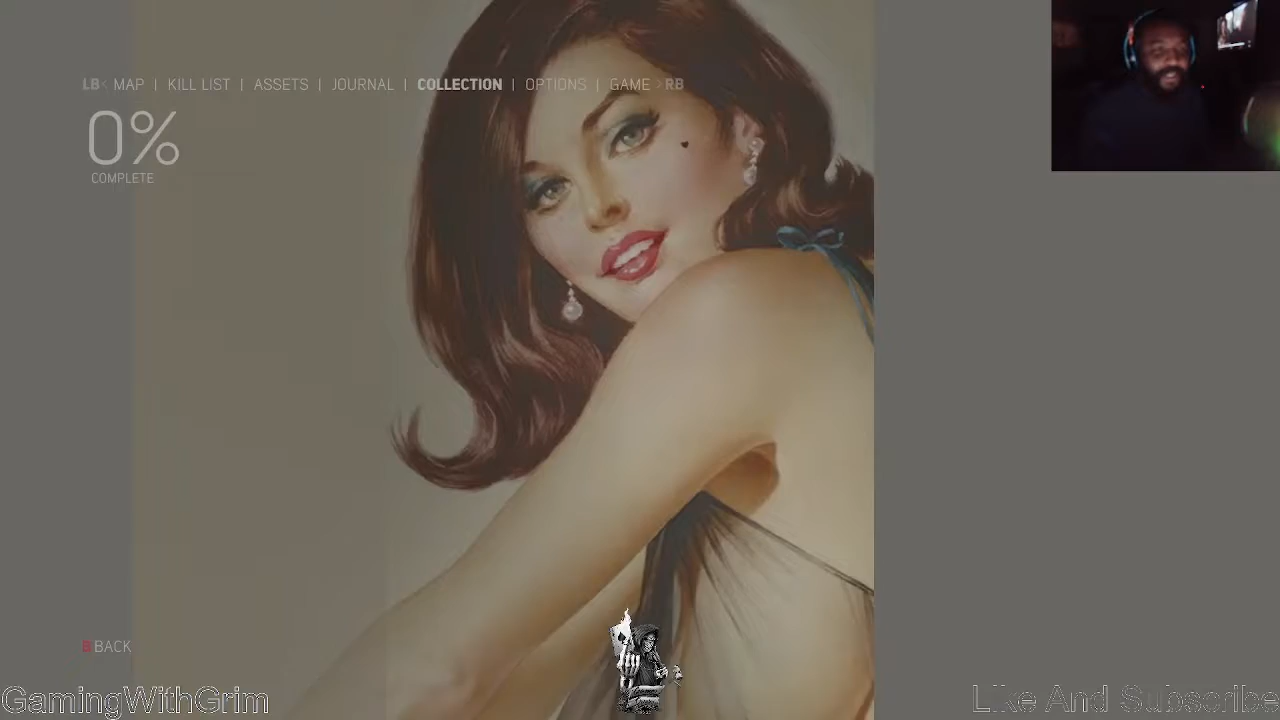 LB< MAP | KILL LIST | ASSETS | JOURNAL | COLLECTION | OPTIONS | GAME >RB
0%
COMPLETE
B BACK
GamingWithGrim
Like And Subscribe